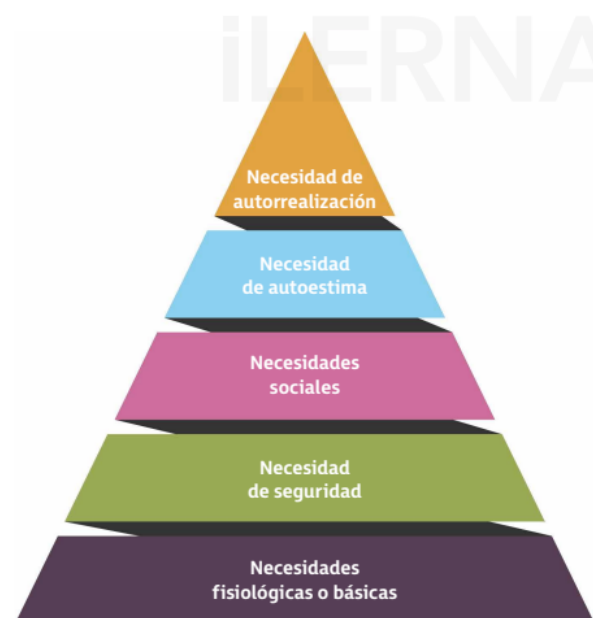 iLERNA
Necesidad de
autorrealización
Necesidad
de autoestima
Necesidades
sociales
Necesidad
de seguridad
Necesidades
fisiológicas o básicas